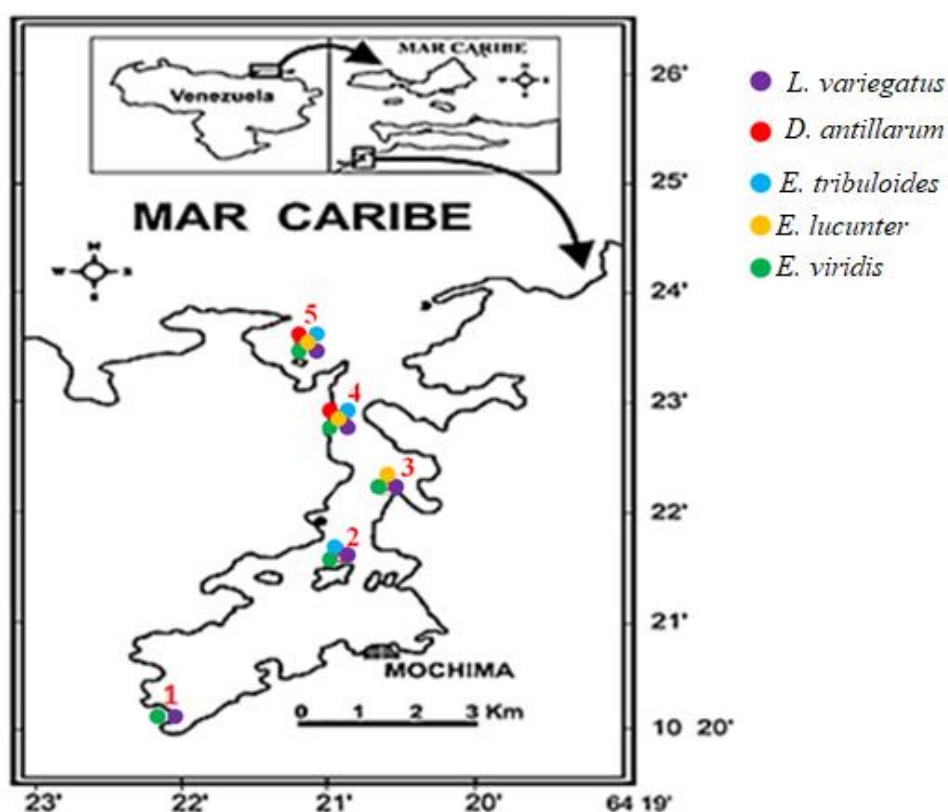 MAR CARIBE
Venezuela
MAR CARIBE
N
W
S
5
4
3
2
1
MOCHIMA
0 1 2 3 Km
26'
25'
24'
23'
22'
21'
10 20'
23' 22' 21' 20' 64 19'
L. variegatus
D. antillarum
E. tribuloides
E. lucunter
E. viridis